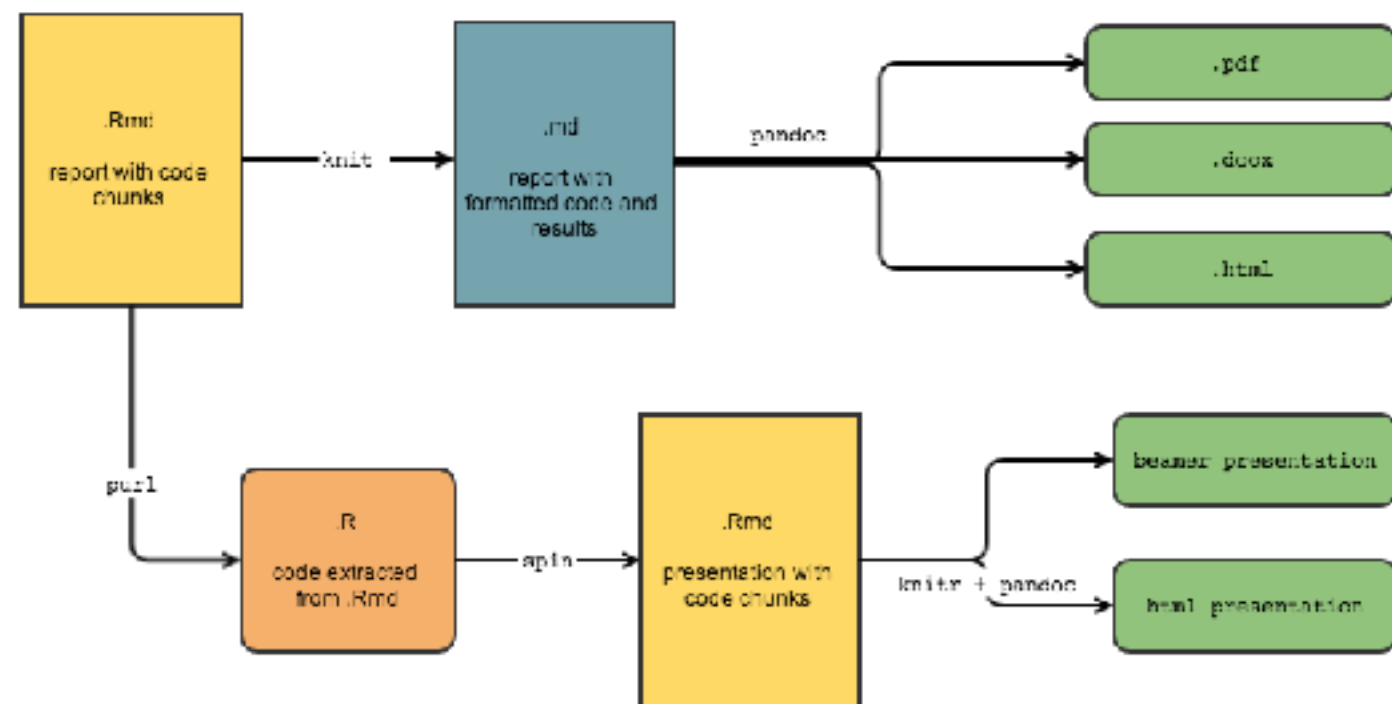 .Rmd
report with code
chunks
knit
.md
report with
formatted code and
results
pandoc
.pdf
.docx
.html
purl
.R
code extracted
from .Rmd
spin
.Rmd
presentation with
code chunks
knitr + pandoc
beamer presentation
html presentation